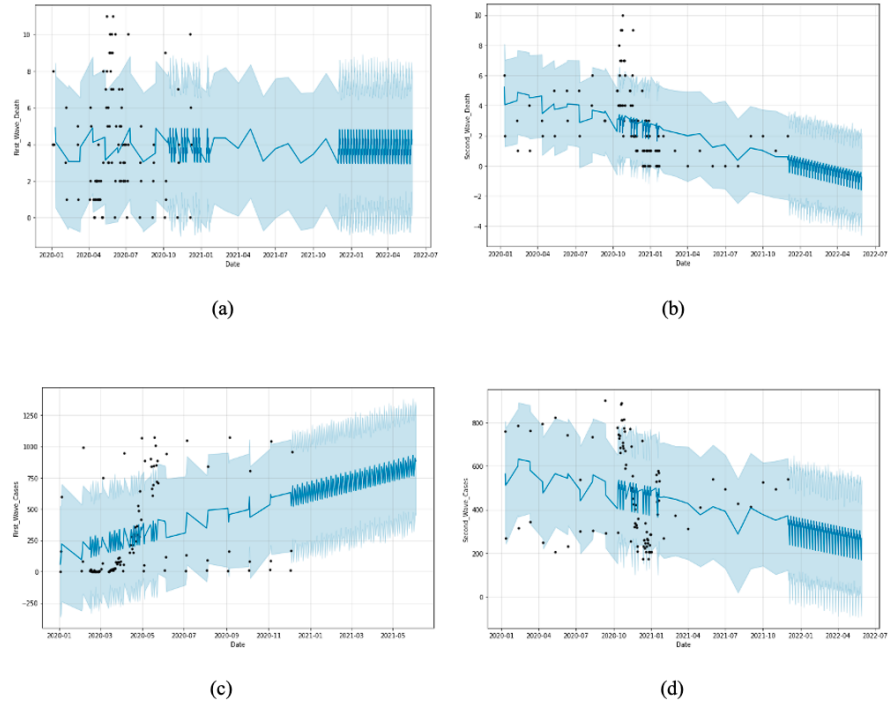 First_Wave_Death
10
8
6
4
2
0
2020-01 2020-04 2020-07 2020-10 2021-01 2021-04 2021-07 2021-10 2022-01 2022-04 2022-07
Date
(a)
Second_Wave_Death
10
8
6
4
2
0
−2
−4
2020-01 2020-04 2020-07 2020-10 2021-01 2021-04 2021-07 2021-10 2022-01 2022-04 2022-07
Date
(b)
First_Wave_Cases
1250
1000
750
500
250
0
−250
2020-01 2020-03 2020-05 2020-07 2020-09 2020-11 2021-01 2021-03 2021-05
Date
(c)
Second_Wave_Cases
800
600
400
200
0
2020-01 2020-04 2020-07 2020-10 2021-01 2021-04 2021-07 2021-10 2022-01 2022-04 2022-07
Date
(d)